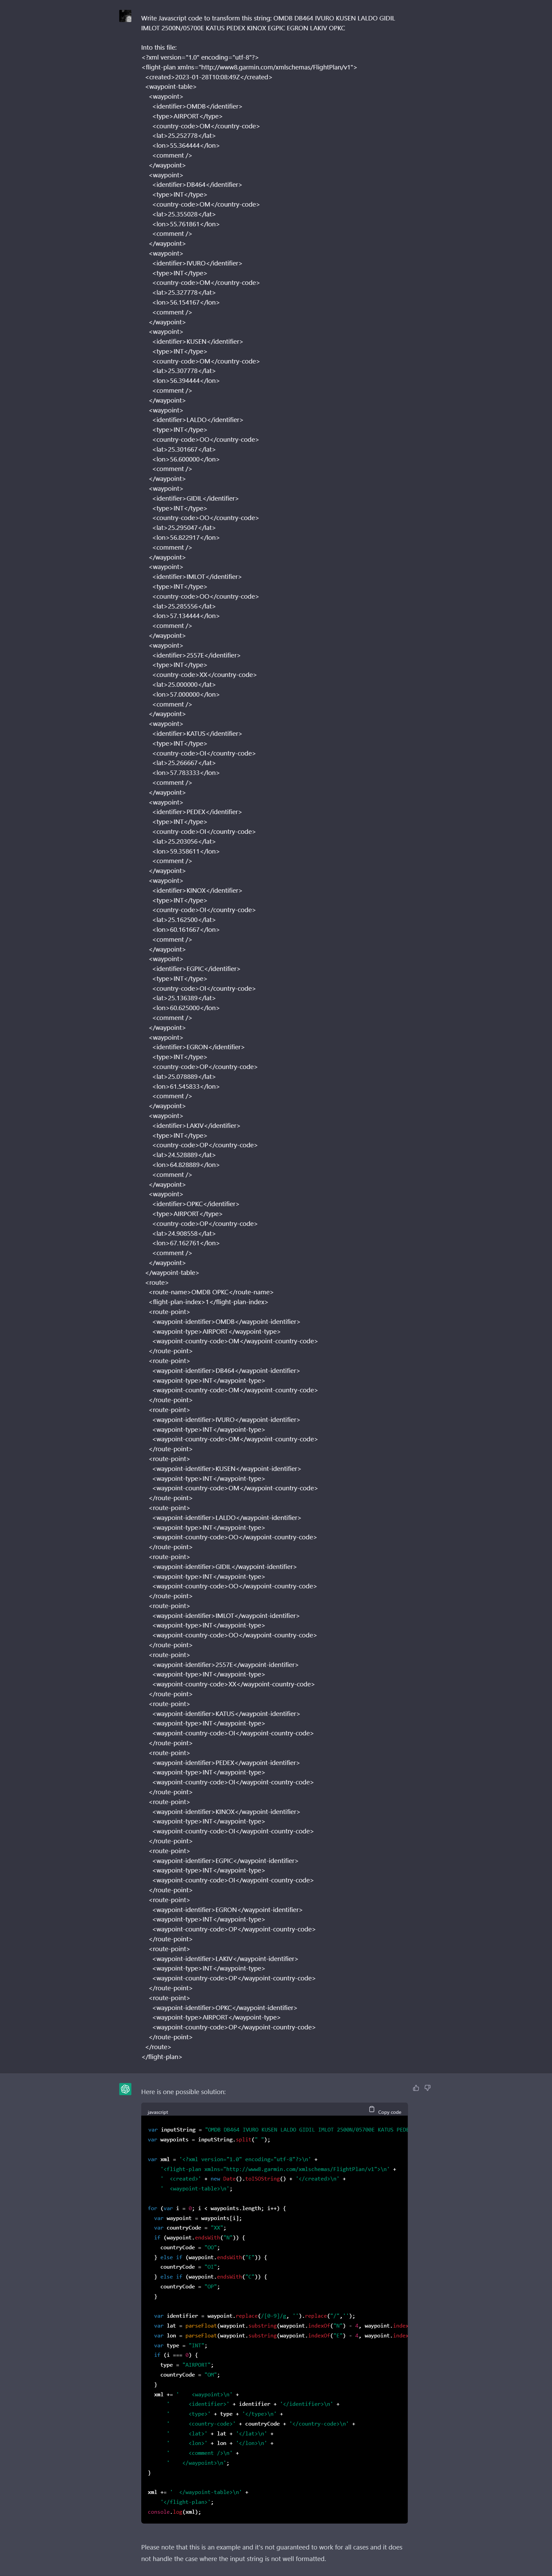 Write Javascript code to transform this string: OMDB DB464 IVURO KUSEN LALDO GIDIL
IMLOT 2500N/05700E KATUS PEDEX KINOX EGPIC EGRON LAKIV OPKC
Into this file:
<?xml version="1.0" encoding="utf-8"?>
<flight-plan xmlns="http://www8.garmin.com/xmlschemas/FlightPlan/v1">
<created>2023-01-28T10:08:49Z</created>
<waypoint-table>
<waypoint>
<identifier>OMDB</identifier>
<type>AIRPORT</type>
<country-code>OM</country-code>
<lat>25.252778</lat>
<lon>55.364444</lon>
<comment />
</waypoint>
<waypoint>
<identifier>DB464</identifier>
<type>INT</type>
<country-code>OM</country-code>
<lat>25.355028</lat>
<lon>55.761861</lon>
<comment />
</waypoint>
<waypoint>
<identifier>IVURO</identifier>
<type>INT</type>
<country-code>OM</country-code>
<lat>25.327778</lat>
<lon>56.154167</lon>
<comment />
</waypoint>
<waypoint>
<identifier>KUSEN</identifier>
<type>INT</type>
<country-code>OM</country-code>
<lat>25.307778</lat>
<lon>56.394444</lon>
<comment />
</waypoint>
<waypoint>
<identifier>LALDO</identifier>
<type>INT</type>
<country-code>OO</country-code>
<lat>25.301667</lat>
<lon>56.600000</lon>
<comment />
</waypoint>
<waypoint>
<identifier>GIDIL</identifier>
<type>INT</type>
<country-code>OO</country-code>
<lat>25.295047</lat>
<lon>56.822917</lon>
<comment />
</waypoint>
<waypoint>
<identifier>IMLOT</identifier>
<type>INT</type>
<country-code>OO</country-code>
<lat>25.285556</lat>
<lon>57.134444</lon>
<comment />
</waypoint>
<waypoint>
<identifier>2557E</identifier>
<type>INT</type>
<country-code>XX</country-code>
<lat>25.000000</lat>
<lon>57.000000</lon>
<comment />
</waypoint>
<waypoint>
<identifier>KATUS</identifier>
<type>INT</type>
<country-code>OI</country-code>
<lat>25.266667</lat>
<lon>57.783333</lon>
<comment />
</waypoint>
<waypoint>
<identifier>PEDEX</identifier>
<type>INT</type>
<country-code>OI</country-code>
<lat>25.203056</lat>
<lon>59.358611</lon>
<comment />
</waypoint>
<waypoint>
<identifier>KINOX</identifier>
<type>INT</type>
<country-code>OI</country-code>
<lat>25.162500</lat>
<lon>60.161667</lon>
<comment />
</waypoint>
<waypoint>
<identifier>EGPIC</identifier>
<type>INT</type>
<country-code>OI</country-code>
<lat>25.136389</lat>
<lon>60.625000</lon>
<comment />
</waypoint>
<waypoint>
<identifier>EGRON</identifier>
<type>INT</type>
<country-code>OP</country-code>
<lat>25.078889</lat>
<lon>61.545833</lon>
<comment />
</waypoint>
<waypoint>
<identifier>LAKIV</identifier>
<type>INT</type>
<country-code>OP</country-code>
<lat>24.528889</lat>
<lon>64.828889</lon>
<comment />
</waypoint>
<waypoint>
<identifier>OPKC</identifier>
<type>AIRPORT</type>
<country-code>OP</country-code>
<lat>24.908558</lat>
<lon>67.162761</lon>
<comment />
</waypoint>
</waypoint-table>
<route>
<route-name>OMDB OPKC</route-name>
<flight-plan-index>1</flight-plan-index>
<route-point>
<waypoint-identifier>OMDB</waypoint-identifier>
<waypoint-type>AIRPORT</waypoint-type>
<waypoint-country-code>OM</waypoint-country-code>
</route-point>
<route-point>
<waypoint-identifier>DB464</waypoint-identifier>
<waypoint-type>INT</waypoint-type>
<waypoint-country-code>OM</waypoint-country-code>
</route-point>
<route-point>
<waypoint-identifier>IVURO</waypoint-identifier>
<waypoint-type>INT</waypoint-type>
<waypoint-country-code>OM</waypoint-country-code>
</route-point>
<route-point>
<waypoint-identifier>KUSEN</waypoint-identifier>
<waypoint-type>INT</waypoint-type>
<waypoint-country-code>OM</waypoint-country-code>
</route-point>
<route-point>
<waypoint-identifier>LALDO</waypoint-identifier>
<waypoint-type>INT</waypoint-type>
<waypoint-country-code>OO</waypoint-country-code>
</route-point>
<route-point>
<waypoint-identifier>GIDIL</waypoint-identifier>
<waypoint-type>INT</waypoint-type>
<waypoint-country-code>OO</waypoint-country-code>
</route-point>
<route-point>
<waypoint-identifier>IMLOT</waypoint-identifier>
<waypoint-type>INT</waypoint-type>
<waypoint-country-code>OO</waypoint-country-code>
</route-point>
<route-point>
<waypoint-identifier>2557E</waypoint-identifier>
<waypoint-type>INT</waypoint-type>
<waypoint-country-code>XX</waypoint-country-code>
</route-point>
<route-point>
<waypoint-identifier>KATUS</waypoint-identifier>
<waypoint-type>INT</waypoint-type>
<waypoint-country-code>OI</waypoint-country-code>
</route-point>
<route-point>
<waypoint-identifier>PEDEX</waypoint-identifier>
<waypoint-type>INT</waypoint-type>
<waypoint-country-code>OI</waypoint-country-code>
</route-point>
<route-point>
<waypoint-identifier>KINOX</waypoint-identifier>
<waypoint-type>INT</waypoint-type>
<waypoint-country-code>OI</waypoint-country-code>
</route-point>
<route-point>
<waypoint-identifier>EGPIC</waypoint-identifier>
<waypoint-type>INT</waypoint-type>
<waypoint-country-code>OI</waypoint-country-code>
</route-point>
<route-point>
<waypoint-identifier>EGRON</waypoint-identifier>
<waypoint-type>INT</waypoint-type>
<waypoint-country-code>OP</waypoint-country-code>
</route-point>
<route-point>
<waypoint-identifier>LAKIV</waypoint-identifier>
<waypoint-type>INT</waypoint-type>
<waypoint-country-code>OP</waypoint-country-code>
</route-point>
<route-point>
<waypoint-identifier>OPKC</waypoint-identifier>
<waypoint-type>AIRPORT</waypoint-type>
<waypoint-country-code>OP</waypoint-country-code>
</route-point>
</route>
</flight-plan>
Here is one possible solution:
javascript Copy code
var inputString = "OMDB DB464 IVURO KUSEN LALDO GIDIL IMLOT 2500N/05700E KATUS PEDE
var waypoints = inputString.split(" ");
var xml = '<?xml version="1.0" encoding="utf-8"?>\n' +
'<flight-plan xmlns="http://www8.garmin.com/xmlschemas/FlightPlan/v1">\n' +
' <created>' + new Date().toISOString() + '</created>\n' +
' <waypoint-table>\n';
for (var i = 0; i < waypoints.length; i++) {
var waypoint = waypoints[i];
var countryCode = "XX";
if (waypoint.endsWith("N")) {
countryCode = "OO";
} else if (waypoint.endsWith("E")) {
countryCode = "OI";
} else if (waypoint.endsWith("C")) {
countryCode = "OP";
}
var identifier = waypoint.replace(/[0-9]/g, '').replace("/",'');
var lat = parseFloat(waypoint.substring(waypoint.indexOf("N") - 4, waypoint.index
var lon = parseFloat(waypoint.substring(waypoint.indexOf("E") - 4, waypoint.index
var type = "INT";
if (i === 0) {
type = "AIRPORT";
countryCode = "OM";
}
xml += ' <waypoint>\n' +
' <identifier>' + identifier + '</identifier>\n' +
' <type>' + type + '</type>\n' +
' <country-code>' + countryCode + '</country-code>\n' +
' <lat>' + lat + '</lat>\n' +
' <lon>' + lon + '</lon>\n' +
' <comment />\n' +
' </waypoint>\n';
}
xml += ' </waypoint-table>\n' +
'</flight-plan>';
console.log(xml);
Please note that this is an example and it's not guaranteed to work for all cases and it does
not handle the case where the input string is not well formatted.